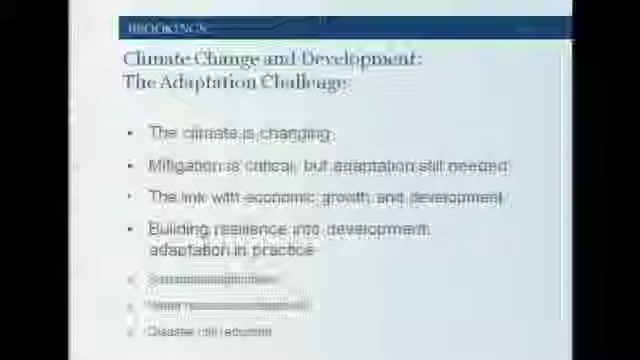 BROOKINGS
Climate Change and Development:
The Adaptation Challenge
• The climate is changing
• Mitigation is critical, but adaptation still needed
• The link with economic growth and development
• Building resilience into development:
adaptation in practice
• Disaster risk reduction